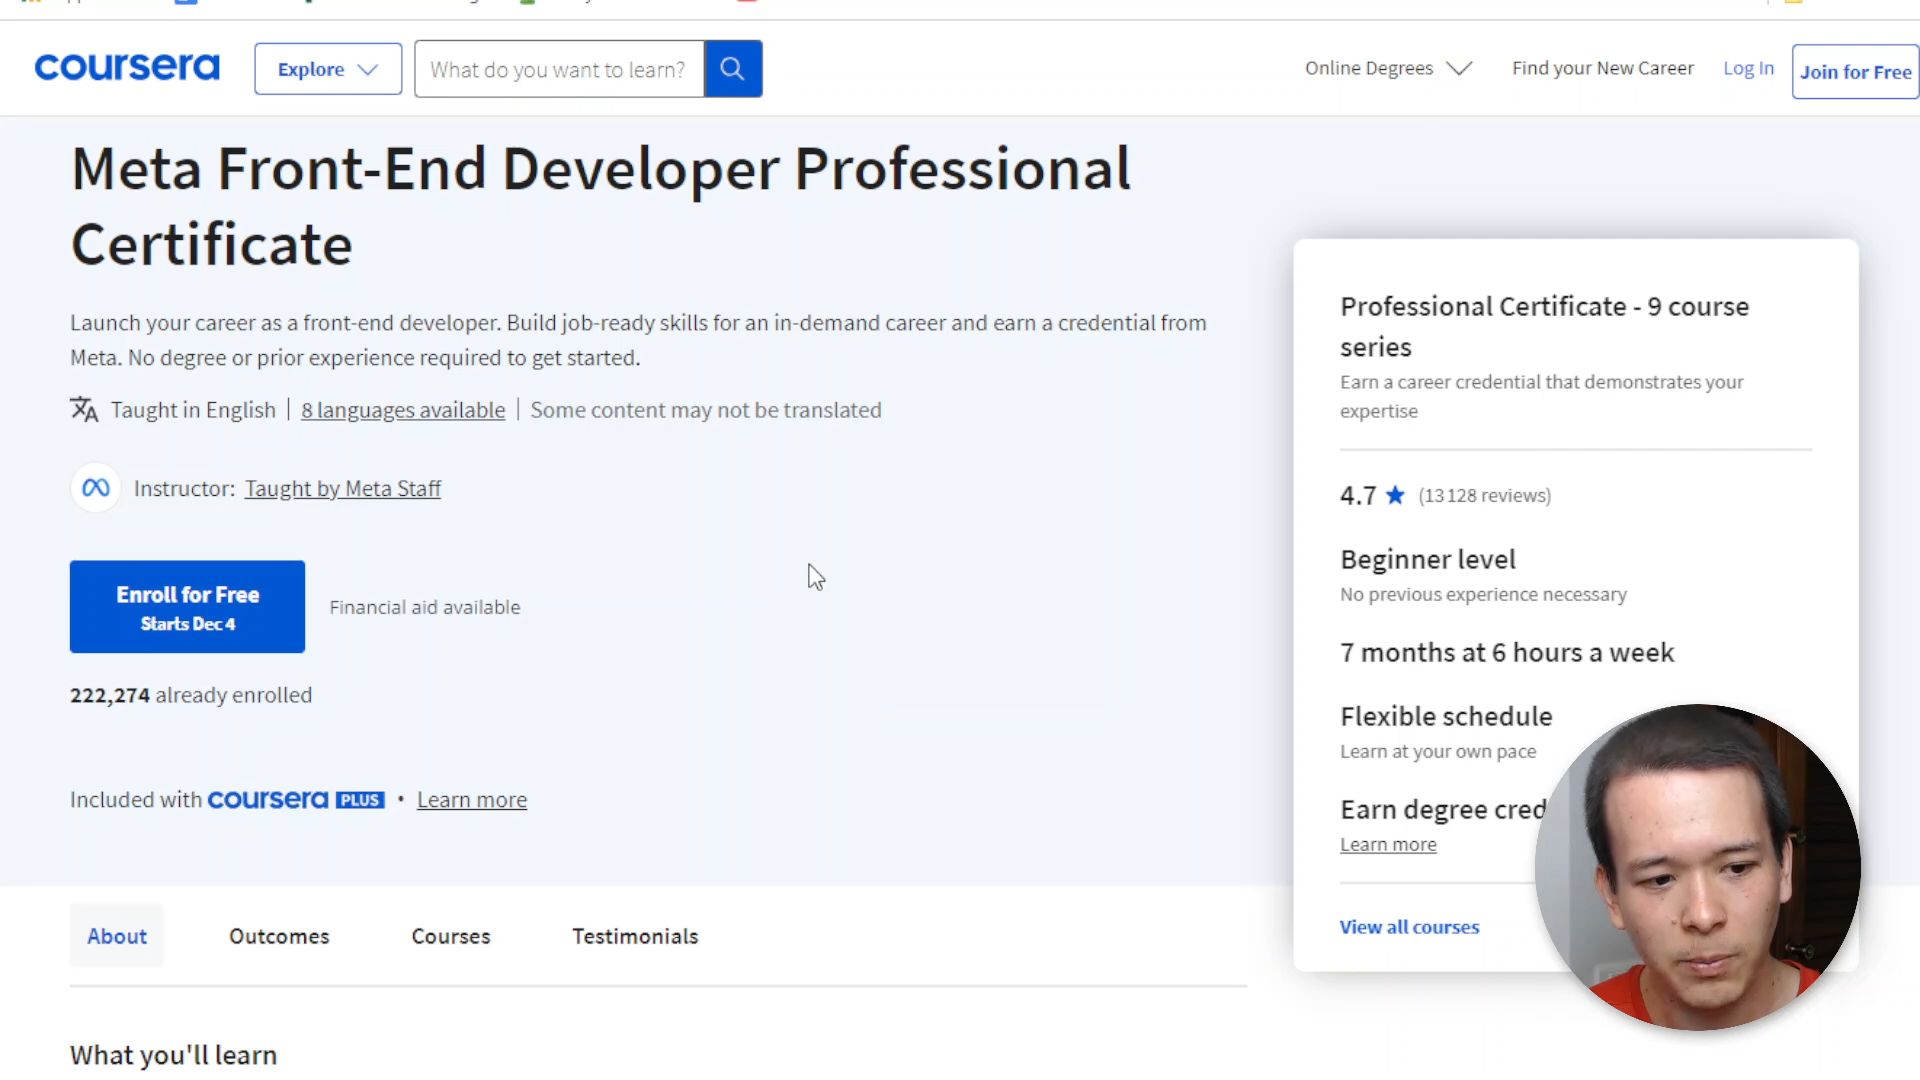 coursera
Explore
What do you want to learn?
Online Degrees
Find your New Career
Log In
Join for Free
Meta Front-End Developer Professional
Certificate
Launch your career as a front-end developer. Build job-ready skills for an in-demand career and earn a credential from
Meta. No degree or prior experience required to get started.
Taught in English | 8 languages available | Some content may not be translated
Instructor: Taught by Meta Staff
Enroll for Free
Starts Dec 4
Financial aid available
222,274 already enrolled
Included with coursera PLUS • Learn more
Professional Certificate - 9 course
series
Earn a career credential that demonstrates your
expertise
4.7 ★ (13 128 reviews)
Beginner level
No previous experience necessary
7 months at 6 hours a week
Flexible schedule
Learn at your own pace
Earn degree cred
Learn more
View all courses
About
Outcomes
Courses
Testimonials
What you'll learn